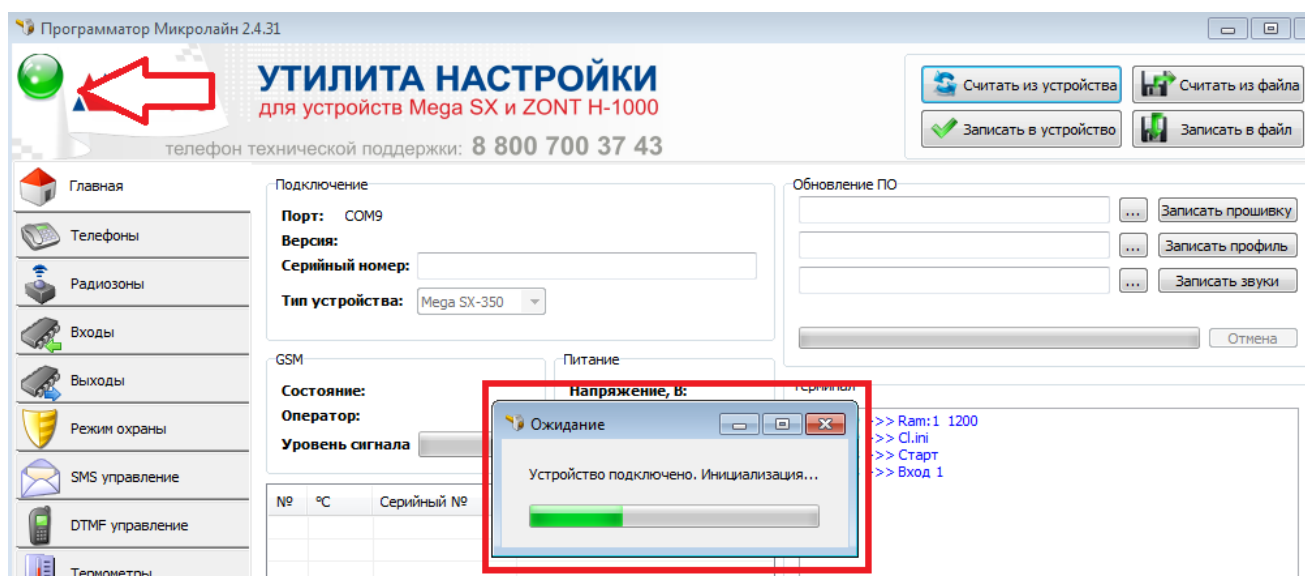 Программатор Микролайн 2.4.31
УТИЛИТА НАСТРОЙКИ
для устройств Mega SX и ZONT H-1000
телефон технической поддержки: 8 800 700 37 43
Считать из устройства
Считать из файла
Записать в устройство
Записать в файл
Главная
Телефоны
Радиозоны
Входы
Выходы
Режим охраны
SMS управление
DTMF управление
Термометры
Подключение
Порт: COM9
Версия:
Серийный номер:
Тип устройства: Mega SX-350
GSM
Состояние:
Оператор:
Уровень сигнала
Питание
Напряжение, В:
№ °C Серийный №
Ожидание
Устройство подключено. Инициализация...
Обновление ПО
... Записать прошивку
... Записать профиль
... Записать звуки
Отмена
Терминал
>> Ram:1 1200
>> Cl.ini
>> Старт
>> Вход 1